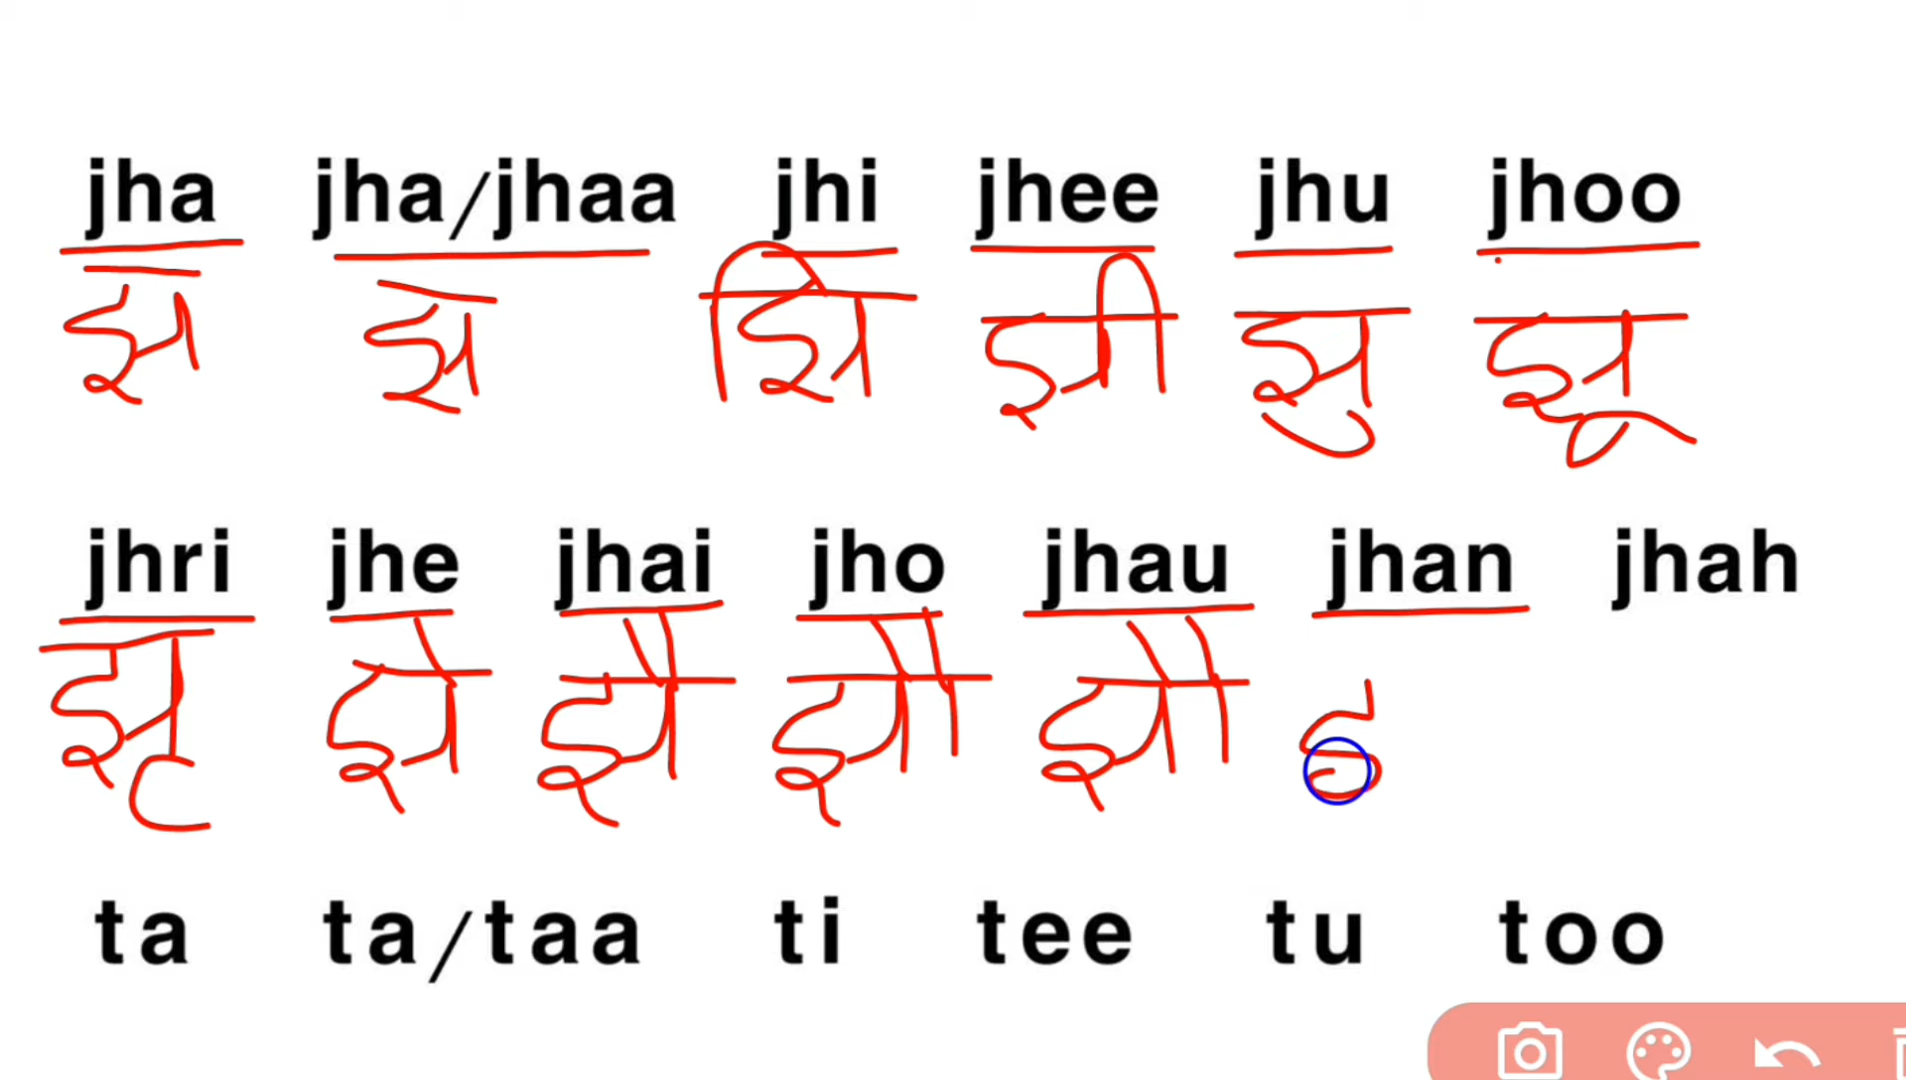 jha jha/jhaa jhi jhee jhu jhoo
झ झ झि झी झु झू
jhri jhe jhai jho jhau jhan jhah
झृ झे झै झौ झौ
ta ta/taa ti tee tu too